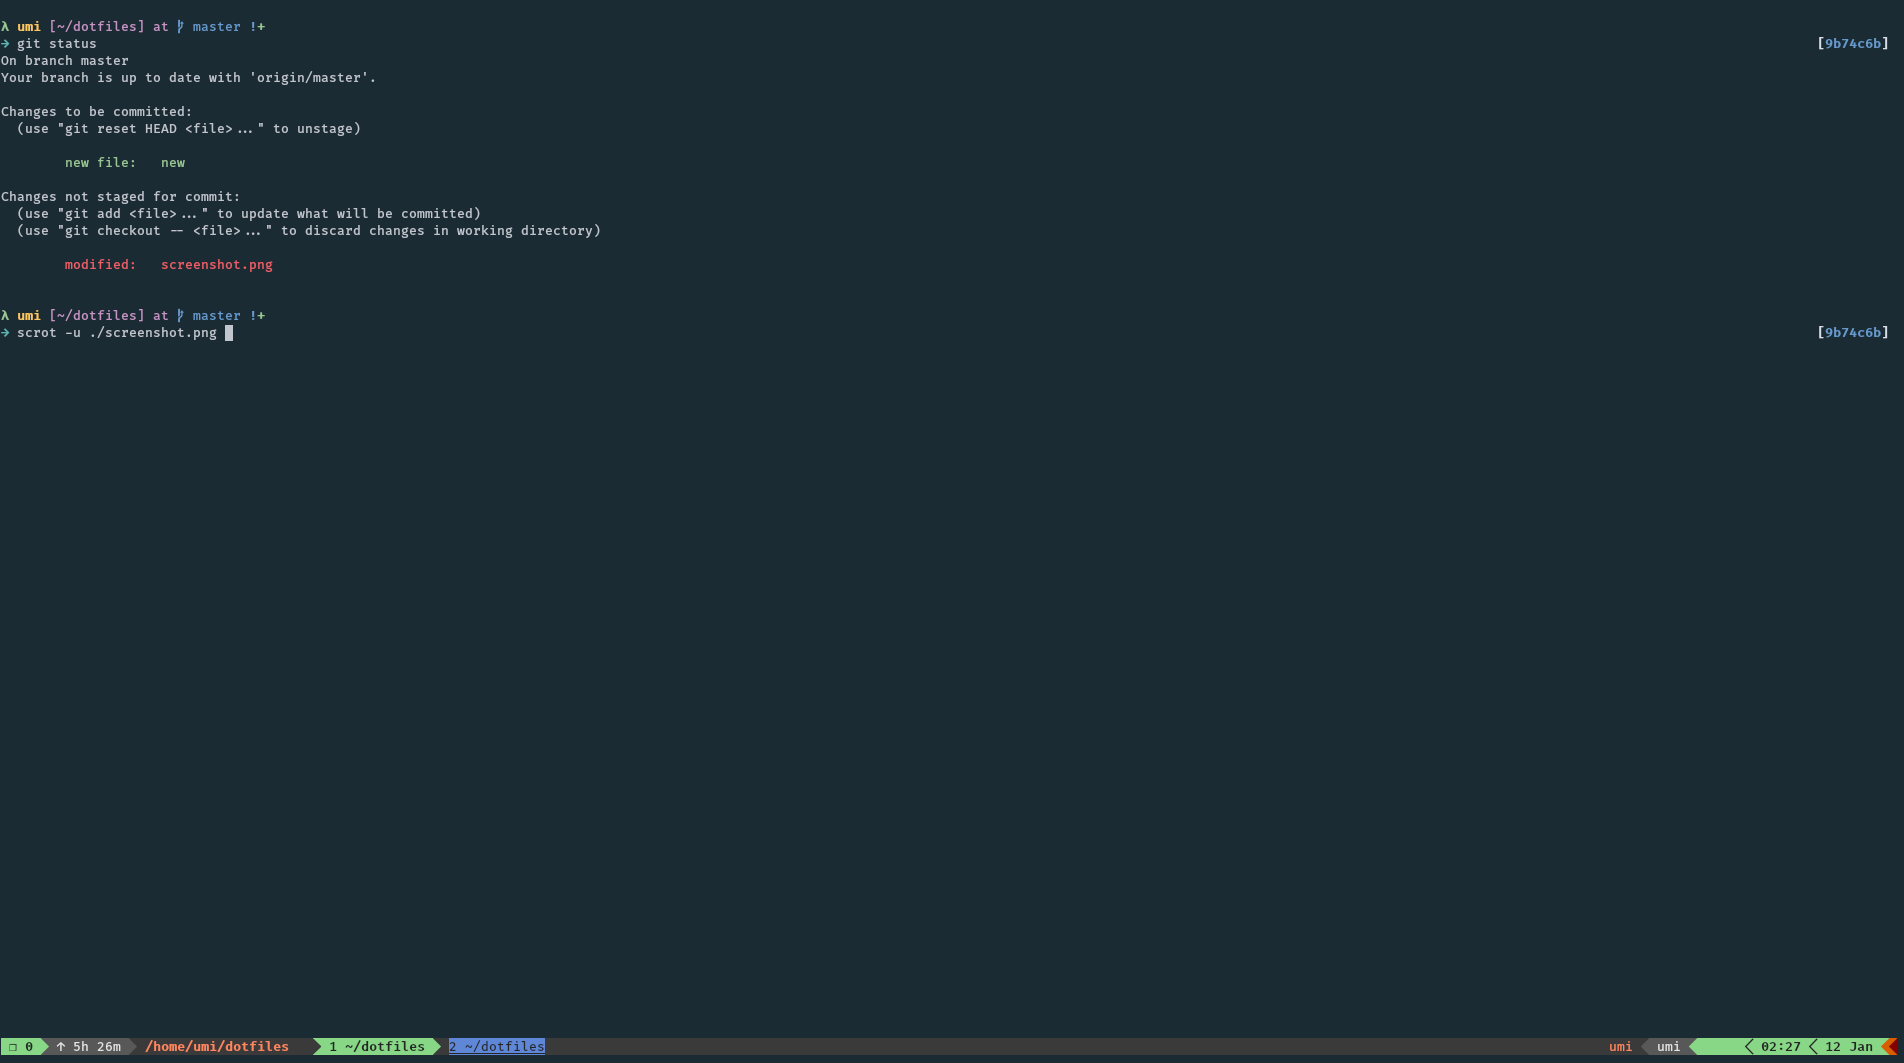 λ umi [~/dotfiles] at ᚠ master !+
→ git status [9b74c6b]
On branch master
Your branch is up to date with 'origin/master'.
Changes to be committed:
(use "git reset HEAD <file>..." to unstage)
new file: new
Changes not staged for commit:
(use "git add <file>..." to update what will be committed)
(use "git checkout -- <file>..." to discard changes in working directory)
modified: screenshot.png
λ umi [~/dotfiles] at ᚠ master !+
→ scrot -u ./screenshot.png [9b74c6b]
❐ 0 ↑ 5h 26m /home/umi/dotfiles 1 ~/dotfiles 2 ~/dotfiles umi umi 02:27 12 Jan